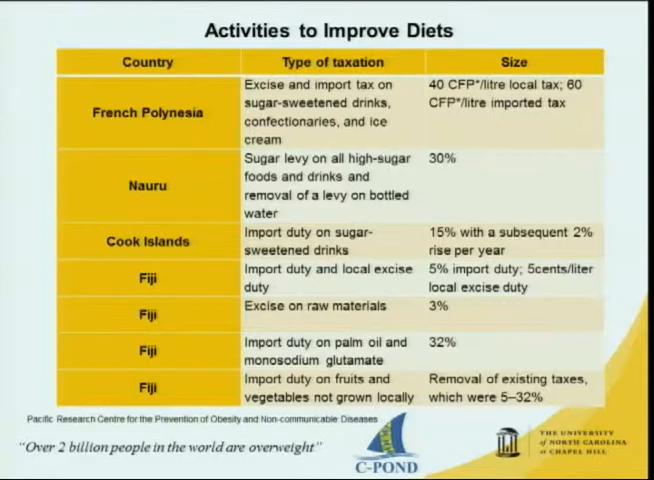 Activities to Improve Diets
Country Type of taxation Size
French Polynesia
Excise and import tax on
sugar-sweetened drinks,
confectionaries, and ice
cream
40 CFP*/litre local tax; 60
CFP*/litre imported tax
Nauru
Sugar levy on all high-sugar
foods and drinks and
removal of a levy on bottled
water
30%
Cook Islands
Import duty on sugar-
sweetened drinks
15% with a subsequent 2%
rise per year
Fiji
Import duty and local excise
duty
5% import duty; 5cents/liter
local excise duty
Fiji
Excise on raw materials
3%
Fiji
Import duty on palm oil and
monosodium glutamate
32%
Fiji
Import duty on fruits and
vegetables not grown locally
Removal of existing taxes,
which were 5–32%
Pacific Research Centre for the Prevention of Obesity and Non-communicable Diseases
"Over 2 billion people in the world are overweight"
C-POND
THE UNIVERSITY
of NORTH CAROLINA
at CHAPEL HILL